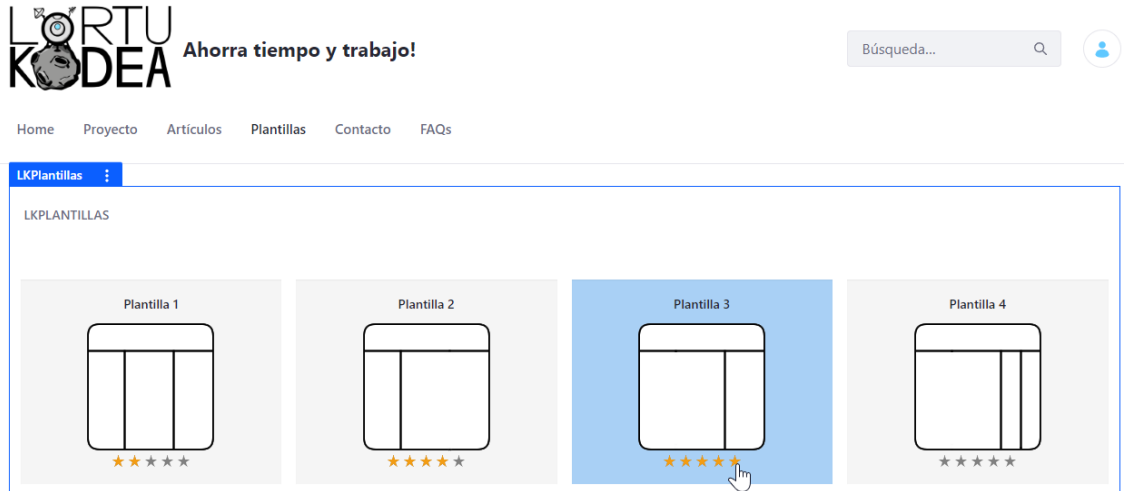 LORTU
KODEA
Ahorra tiempo y trabajo!
Búsqueda...
Home Proyecto Artículos Plantillas Contacto FAQs
LKPlantillas
LKPLANTILLAS
Plantilla 1 Plantilla 2 Plantilla 3 Plantilla 4